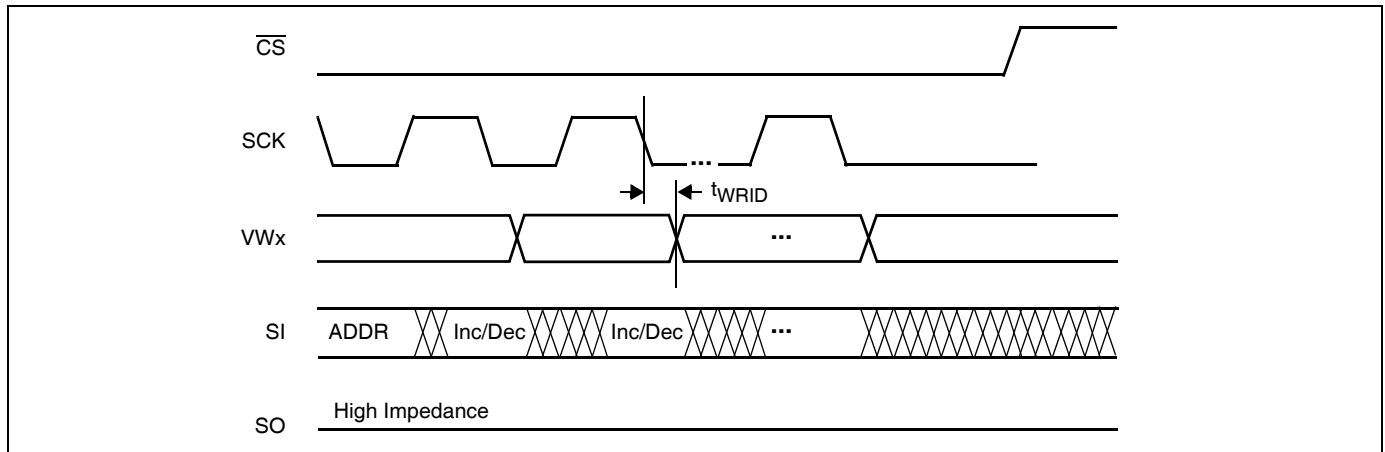 CS
SCK
...
tWRID
VWx
...
SI ADDR Inc/Dec Inc/Dec ...
High Impedance
SO